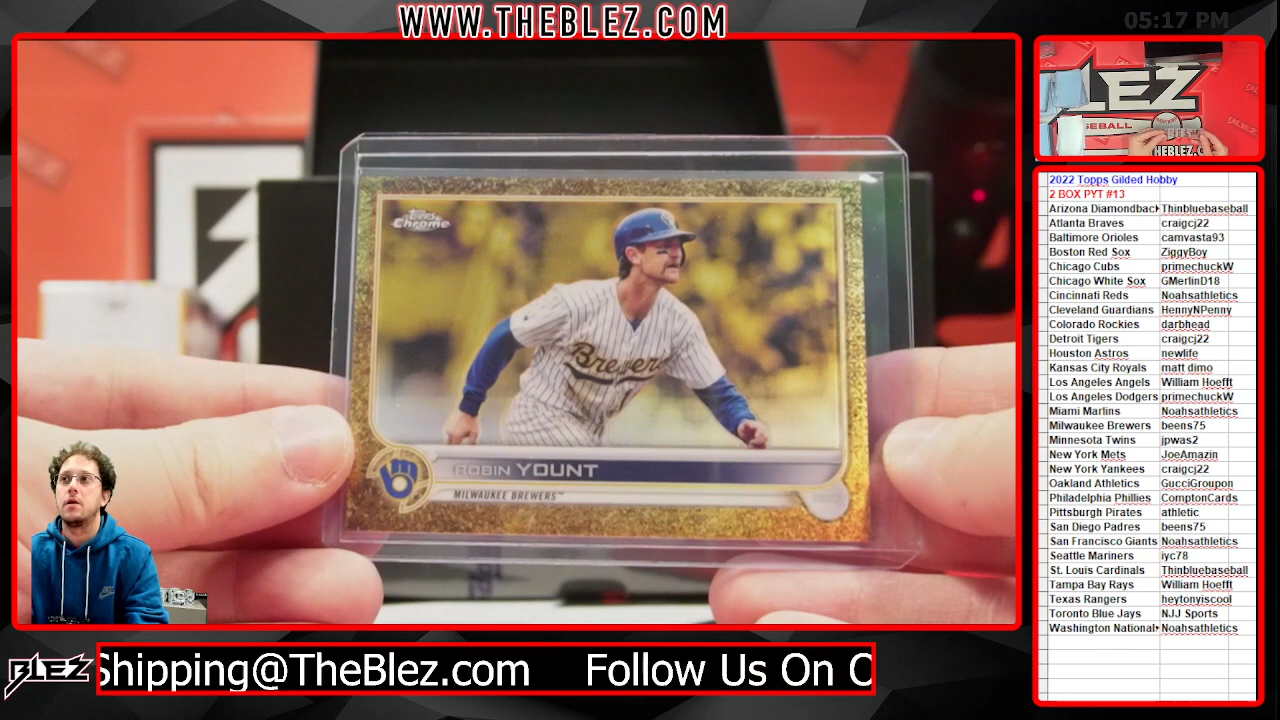 WWW.THEBLEZ.COM
05:17 PM
Topps
Chrome
Brewers
ROBIN YOUNT
MILWAUKEE BREWERS™
LEZ
SEBALL
THEBLEZ.C
2022 Topps Gilded Hobby
2 BOX PYT #13
Arizona Diamondback Thinbluebaseball
Atlanta Braves craigcj22
Baltimore Orioles camvasta93
Boston Red Sox ZiggyBoy
Chicago Cubs primechuckW
Chicago White Sox GMerlinD18
Cincinnati Reds Noahsathletics
Cleveland Guardians HennyNPenny
Colorado Rockies darbhead
Detroit Tigers craigcj22
Houston Astros newlife
Kansas City Royals matt dimo
Los Angeles Angels William Hoefft
Los Angeles Dodgers primechuckW
Miami Marlins Noahsathletics
Milwaukee Brewers beens75
Minnesota Twins jpwas2
New York Mets JoeAmazin
New York Yankees craigcj22
Oakland Athletics GucciGroupon
Philadelphia Phillies ComptonCards
Pittsburgh Pirates athletic
San Diego Padres beens75
San Francisco Giants Noahsathletics
Seattle Mariners iyc78
St. Louis Cardinals Thinbluebaseball
Tampa Bay Rays William Hoefft
Texas Rangers heytonyiscool
Toronto Blue Jays NJJ Sports
Washington National Noahsathletics
BLEZ
Shipping@TheBlez.com Follow Us On